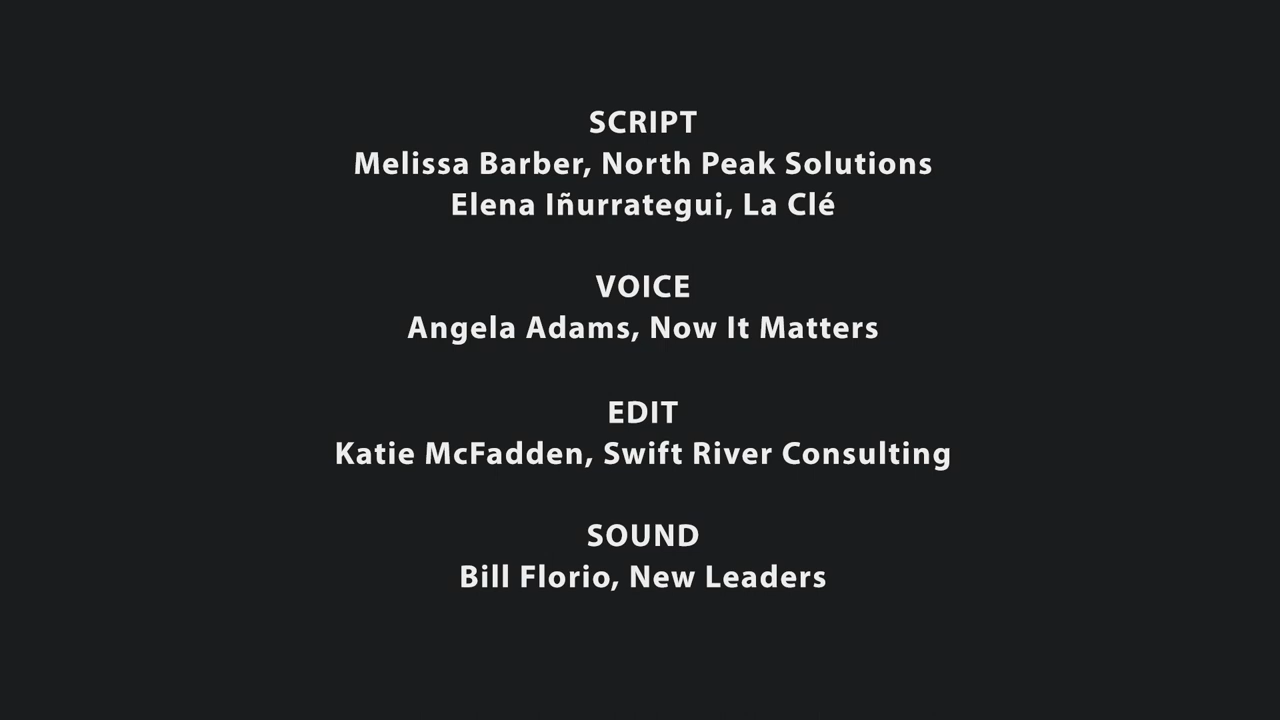 SCRIPT
Melissa Barber, North Peak Solutions
Elena Iñurrategui, La Clé
VOICE
Angela Adams, Now It Matters
EDIT
Katie McFadden, Swift River Consulting
SOUND
Bill Florio, New Leaders